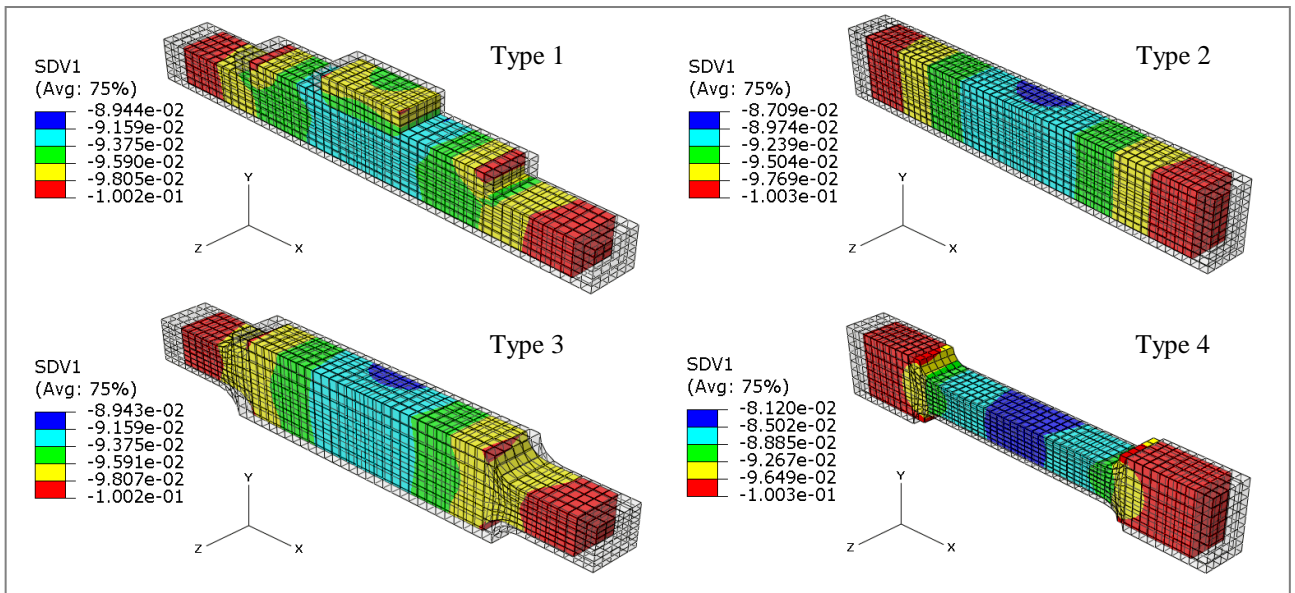 Type 1
SDV1
(Avg: 75%)
-8.944e-02
-9.159e-02
-9.375e-02
-9.590e-02
-9.805e-02
-1.002e-01
Y
Z
X
Type 2
SDV1
(Avg: 75%)
-8.709e-02
-8.974e-02
-9.239e-02
-9.504e-02
-9.769e-02
-1.003e-01
Y
Z
X
Type 3
SDV1
(Avg: 75%)
-8.943e-02
-9.159e-02
-9.375e-02
-9.591e-02
-9.807e-02
-1.002e-01
Y
Z
X
Type 4
SDV1
(Avg: 75%)
-8.120e-02
-8.502e-02
-8.885e-02
-9.267e-02
-9.649e-02
-1.003e-01
Y
Z
X